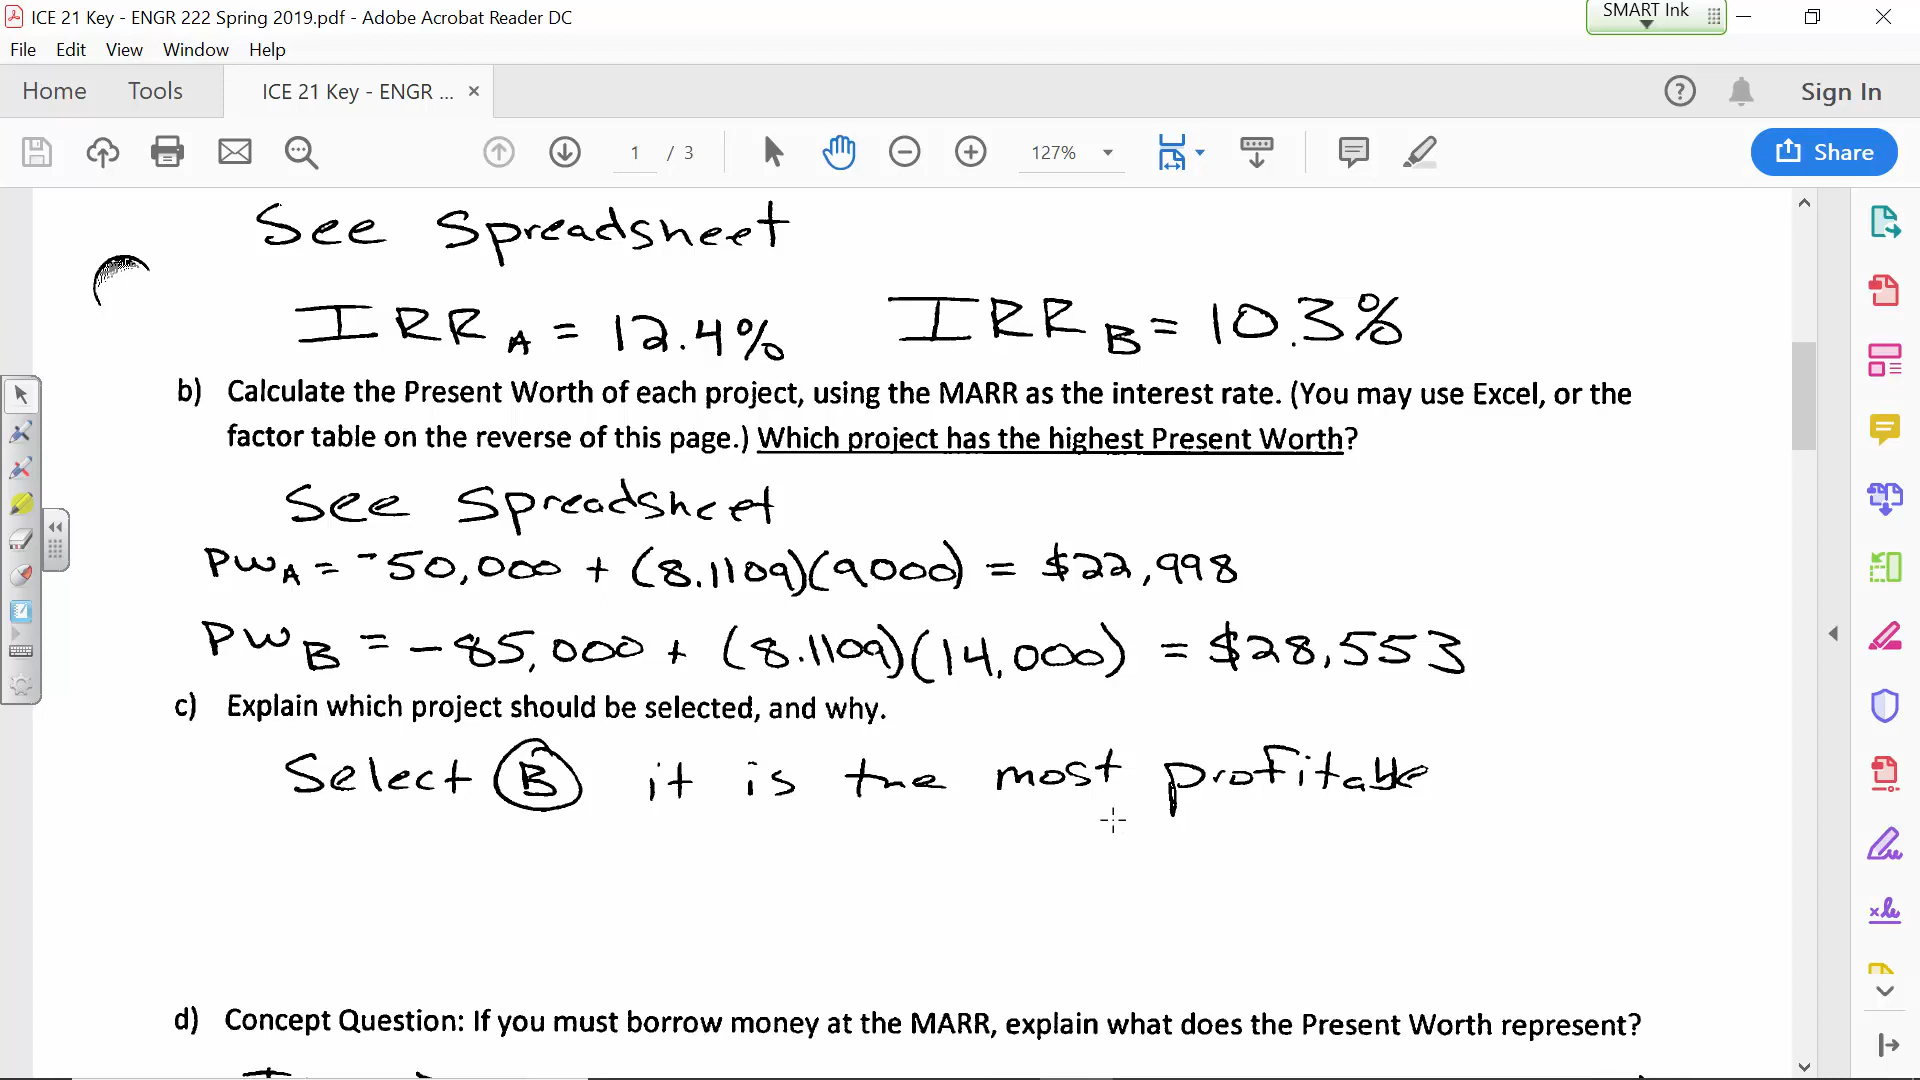 ICE 21 Key - ENGR 222 Spring 2019.pdf - Adobe Acrobat Reader DC
SMART Ink
File Edit View Window Help
Home Tools ICE 21 Key - ENGR ... × Sign In
1 / 3 127% Share
See Spreadsheet
IRR A = 12.4% IRR B = 10.3%
b) Calculate the Present Worth of each project, using the MARR as the interest rate. (You may use Excel, or the
factor table on the reverse of this page.) Which project has the highest Present Worth?
See Spreadsheet
PW A = -50,000 + (8.1109)(9000) = $22,998
PW B = -85,000 + (8.1109)(14,000) = $28,553
c) Explain which project should be selected, and why.
Select B it is the most profitable
d) Concept Question: If you must borrow money at the MARR, explain what does the Present Worth represent?